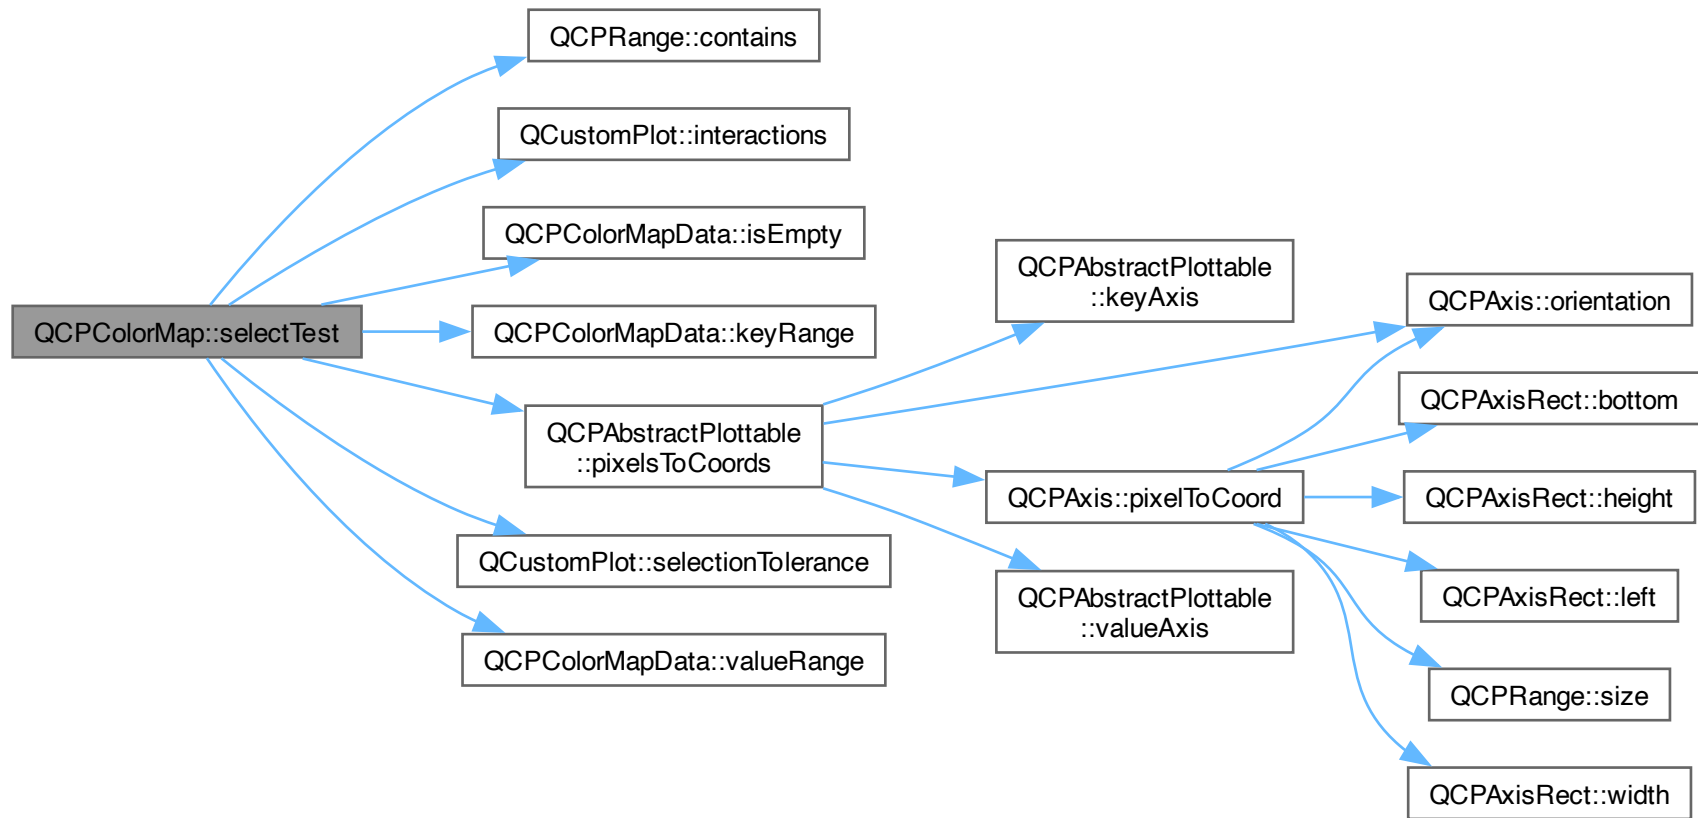 QCPColorMap::selectTest
QCPRange::contains
QCustomPlot::interactions
QCPColorMapData::isEmpty
QCPColorMapData::keyRange
QCPAbstractPlottable
::pixelsToCoords
QCustomPlot::selectionTolerance
QCPColorMapData::valueRange
QCPAbstractPlottable
::keyAxis
QCPAxis::pixelToCoord
QCPAbstractPlottable
::valueAxis
QCPAxis::orientation
QCPAxisRect::bottom
QCPAxisRect::height
QCPAxisRect::left
QCPRange::size
QCPAxisRect::width